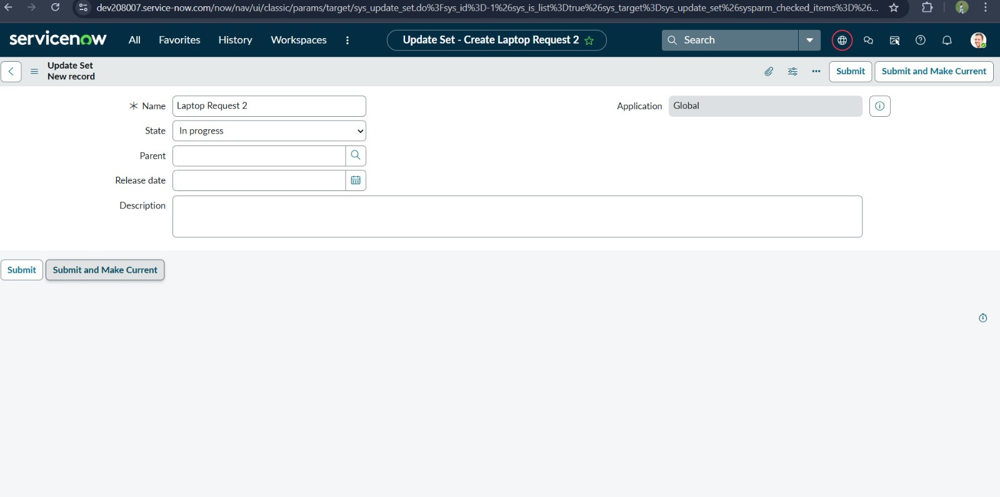 dev208007.service-now.com/now/nav/ui/classic/params/target/sys_update_set.do%3Fsys_id%3D-1%26sys_is_list%3Dtrue%26sys_target%3Dsys_update_set%26sysparm_checked_items%3D%26...
servicenow All Favorites History Workspaces Update Set - Create Laptop Request 2 Search
Update Set
New record
Submit Submit and Make Current
* Name Laptop Request 2 Application Global
State In progress
Parent
Release date
Description
Submit Submit and Make Current